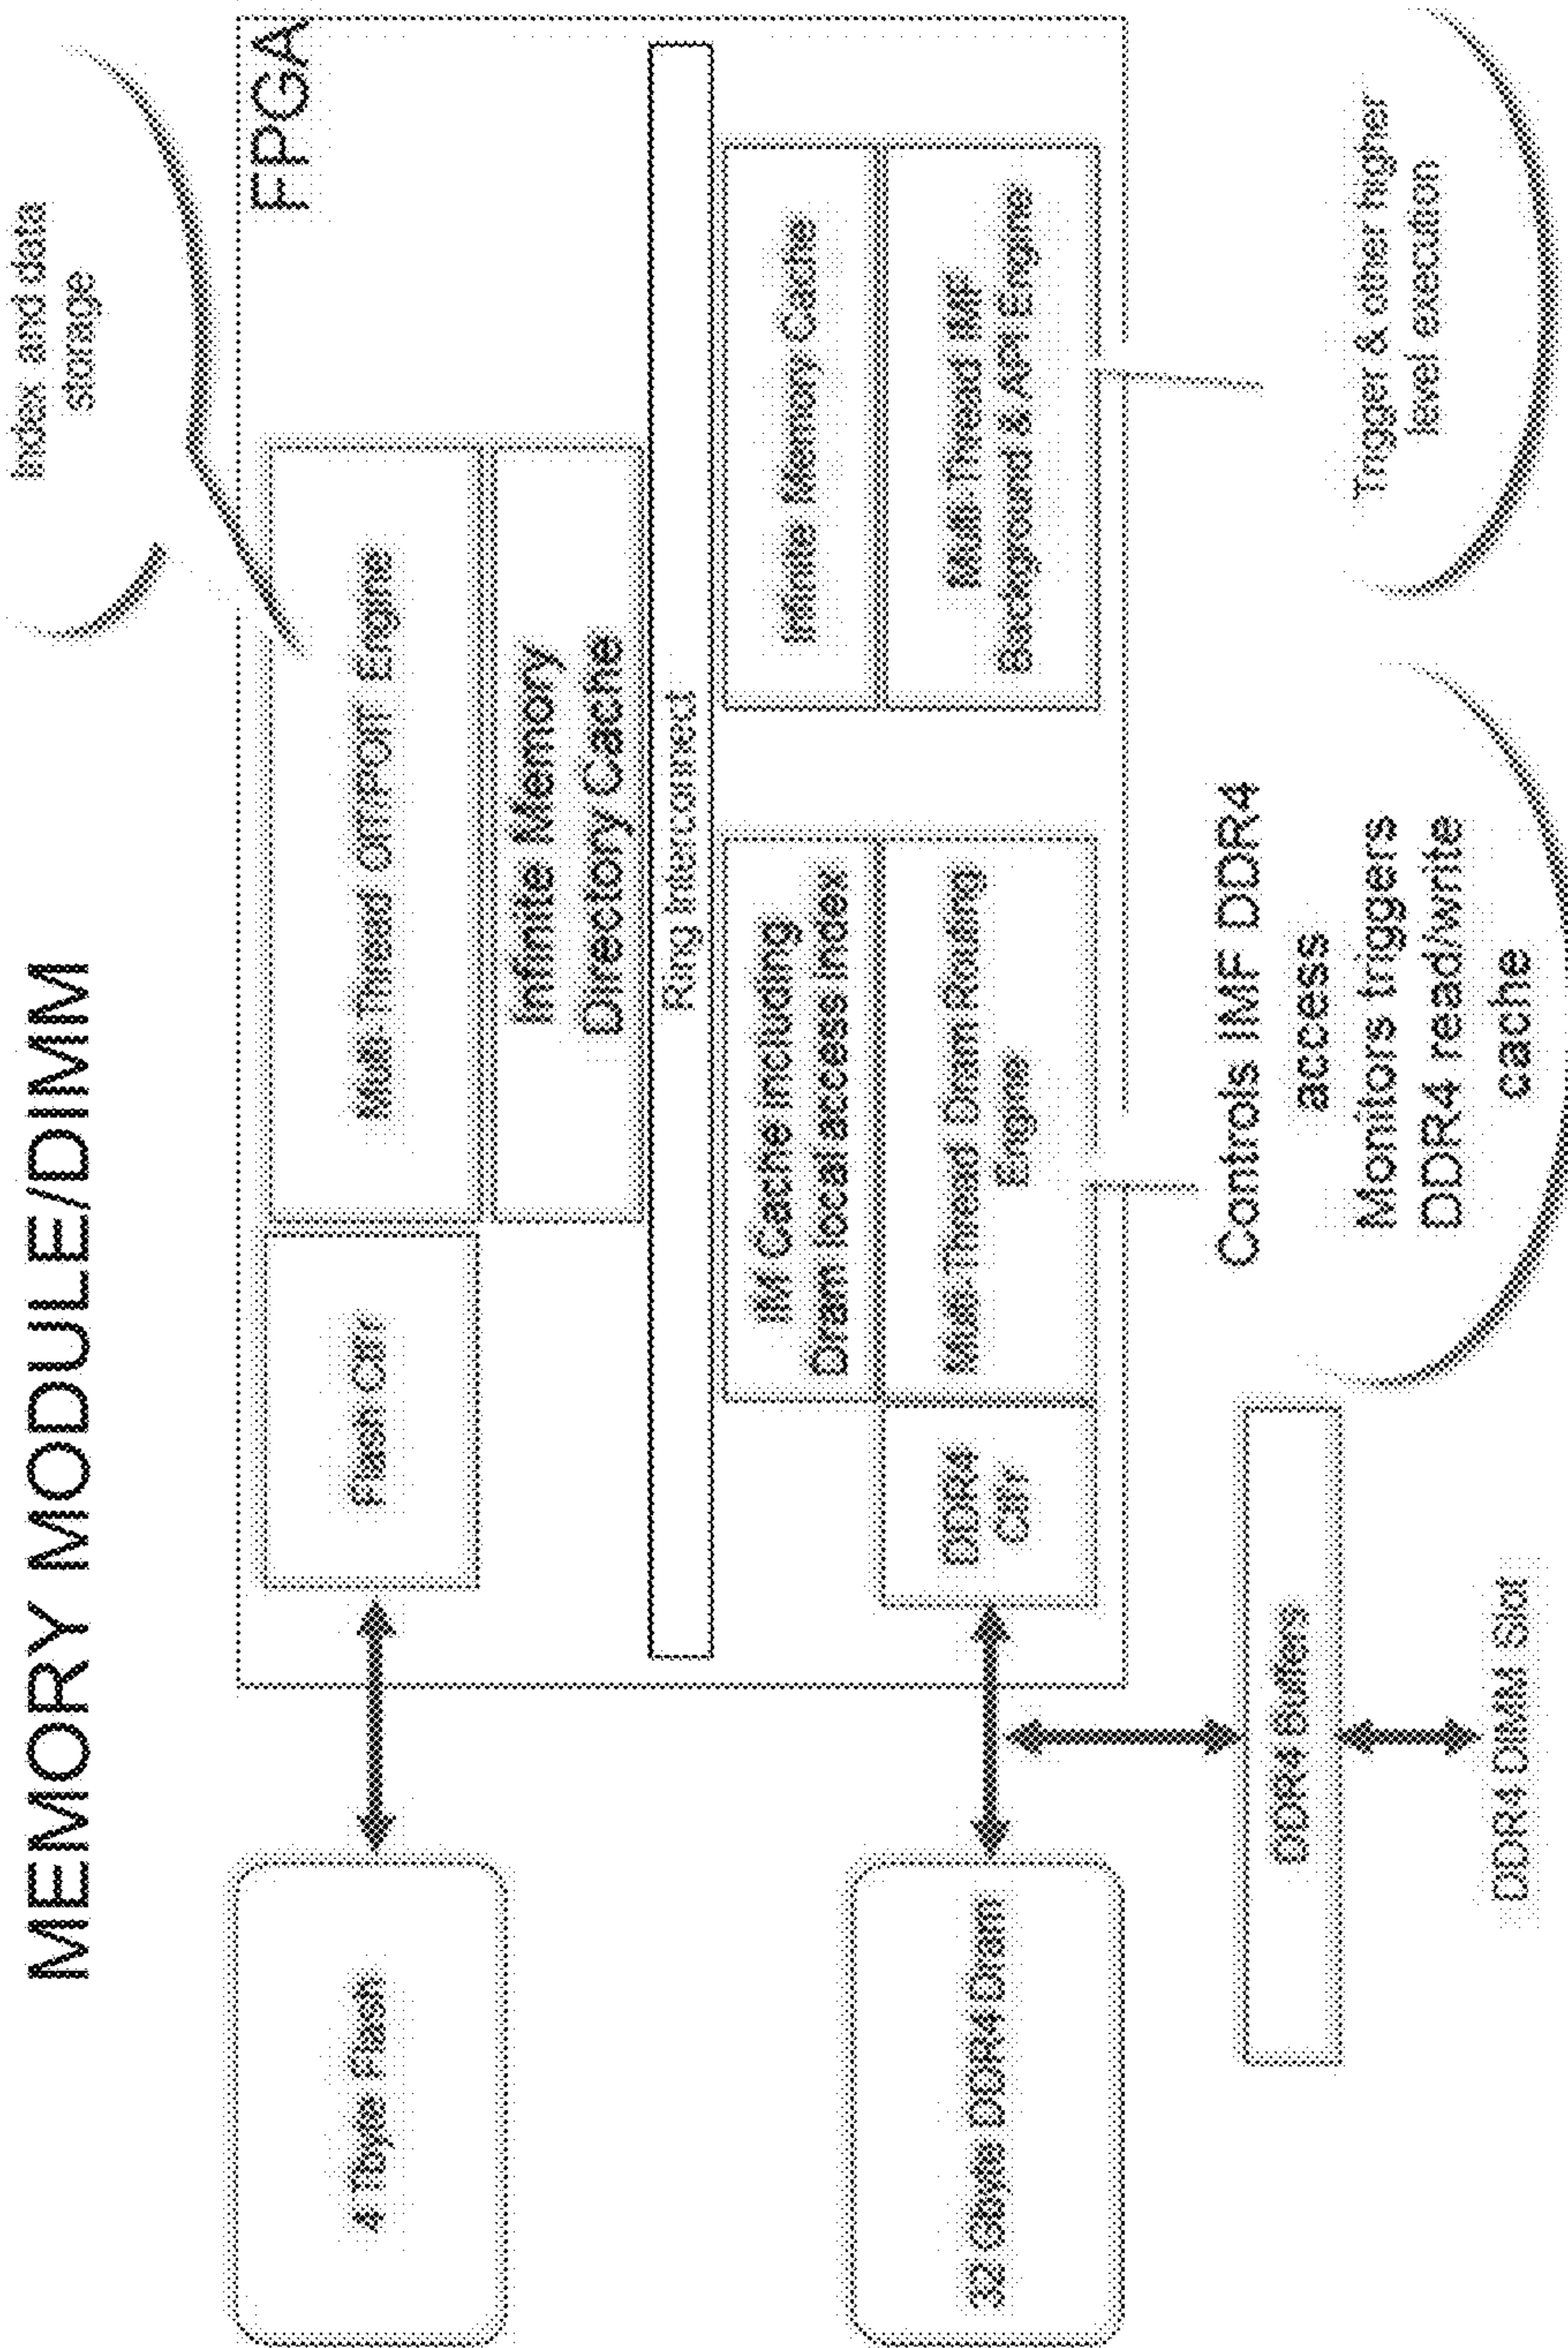 MEMORY MODULE/DIMM
Index and data
storage
FPGA
4 Tbyte Flash
Flash Ctlr
Multi-Thread OIT/POIT Engine
Infinite Memory
Directory Cache
Ring Interconnect
IM Cache including
Dram local access index
Infinite Memory Cache
32 Gbyte DDR4 Dram
DDR4
Ctlr
Multi-Thread Dram Routing
Engine
Multi-Thread IMF
Background & API Engine
DDR4 Buffers
DDR4 DIMM Slot
Controls IMF DDR4
access
Monitors triggers
DDR4 read/write
cache
Trigger & other higher
level execution